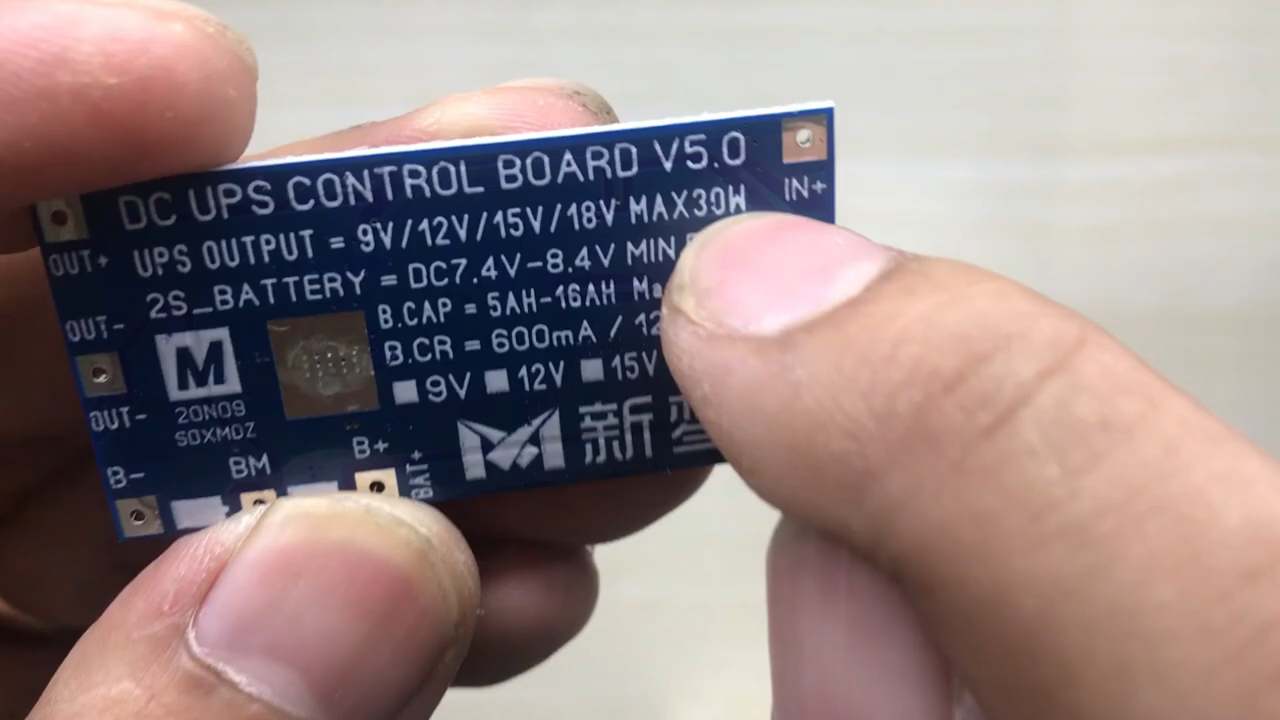 DC UPS CONTROL BOARD V5.0
IN+
UPS OUTPUT = 9V/12V/15V/18V MAX30W
OUT+
2S_BATTERY = DC7.4V-8.4V MIN
B.CAP = 5AH-16AH
OUT-
B.CR = 600mA /
M
9V 12V 15V
20N09
SOXMDZ
OUT-
新
B-
BM
B+
BAT+